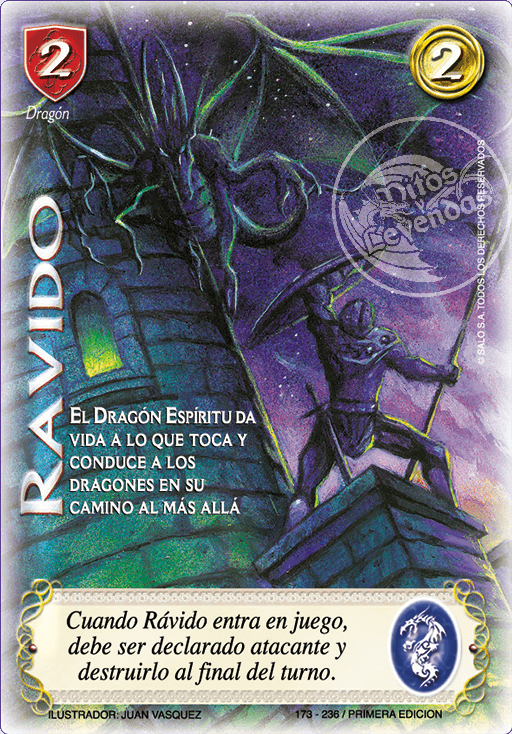 2
2
Dragón
Mitos
y
Leyendas
© SALO S.A. TODOS LOS DERECHOS RESERVADOS
RAVIDO
EL DRAGÓN ESPÍRITU DA
VIDA A LO QUE TOCA Y
CONDUCE A LOS
DRAGONES EN SU
CAMINO AL MÁS ALLÁ
Cuando Rávido entra en juego,
debe ser declarado atacante y
destruirlo al final del turno.
ILUSTRADOR: JUAN VASQUEZ
173 - 236 / PRIMERA EDICION